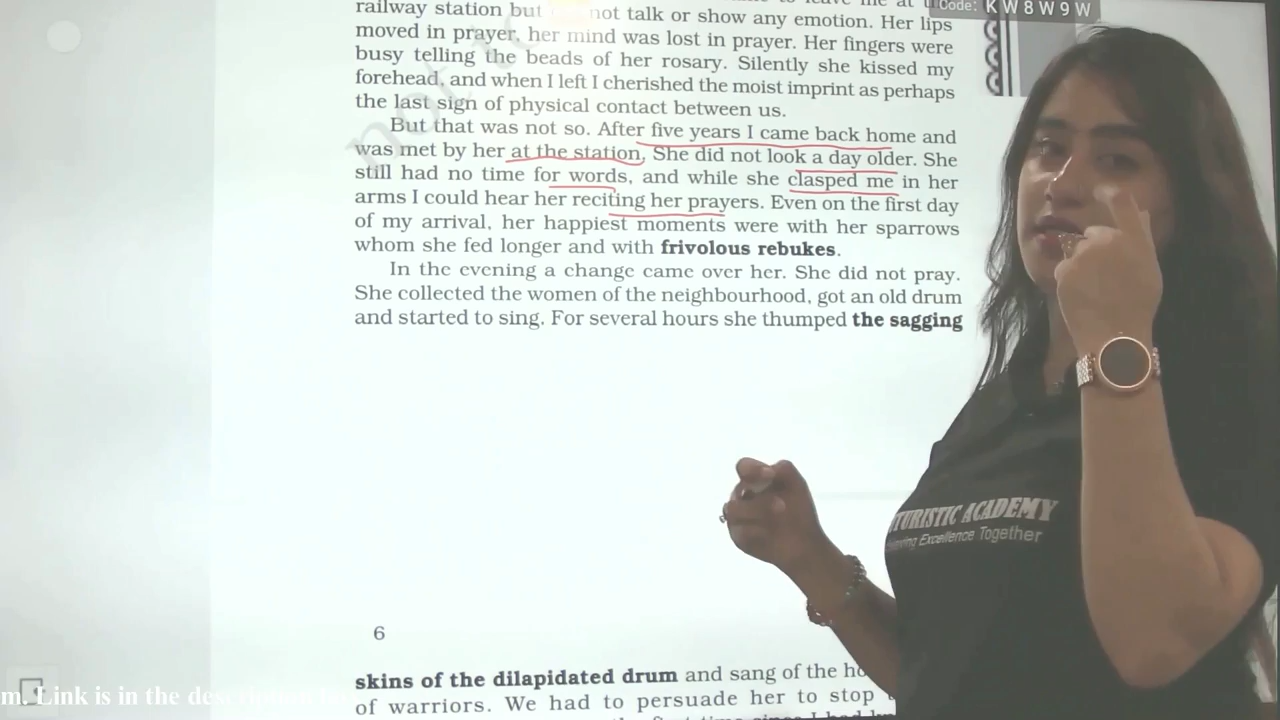 Code: K W 8 W 9 W
railway station but not talk or show any emotion. Her lips
moved in prayer, her mind was lost in prayer. Her fingers were
busy telling the beads of her rosary. Silently she kissed my
forehead, and when I left I cherished the moist imprint as perhaps
the last sign of physical contact between us.
But that was not so. After five years I came back home and
was met by her at the station. She did not look a day older. She
still had no time for words, and while she clasped me in her
arms I could hear her reciting her prayers. Even on the first day
of my arrival, her happiest moments were with her sparrows
whom she fed longer and with frivolous rebukes.
In the evening a change came over her. She did not pray.
She collected the women of the neighbourhood, got an old drum
and started to sing. For several hours she thumped the sagging
6
skins of the dilapidated drum and sang of the
of warriors. We had to persuade her to stop
TURISTIC ACADEMY
Excellence Together
m. Link is in the
not